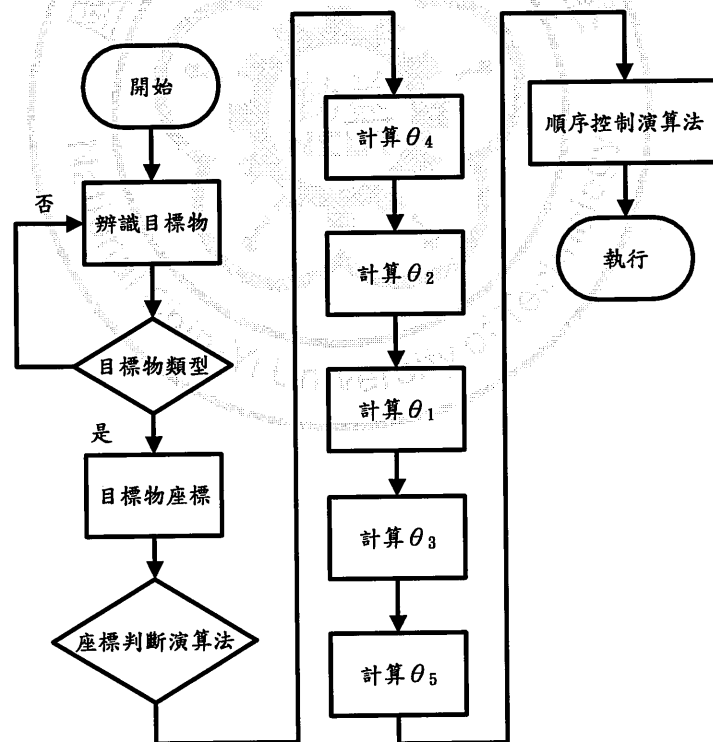 開始
否
辨識目標物
目標物類型
是
目標物座標
座標判斷演算法
計算θ4
計算θ2
計算θ1
計算θ3
計算θ5
順序控制演算法
執行